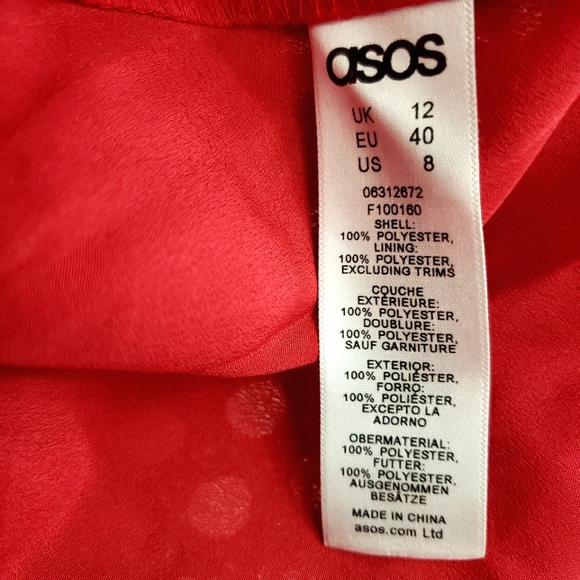 asos
UK 12
EU 40
US 8
06312672
F100160
SHELL:
100% POLYESTER,
LINING:
100% POLYESTER,
EXCLUDING TRIMS
COUCHE
EXTÉRIEURE:
100% POLYESTER,
DOUBLURE:
100% POLYESTER,
SAUF GARNITURE
EXTERIOR:
100% POLIÉSTER,
FORRO:
100% POLIÉSTER,
EXCEPTO LA
ADORNO
OBERMATERIAL:
100% POLYESTER,
FUTTER:
100% POLYESTER,
AUSGENOMMEN
BESÄTZE
MADE IN CHINA
asos.com Ltd